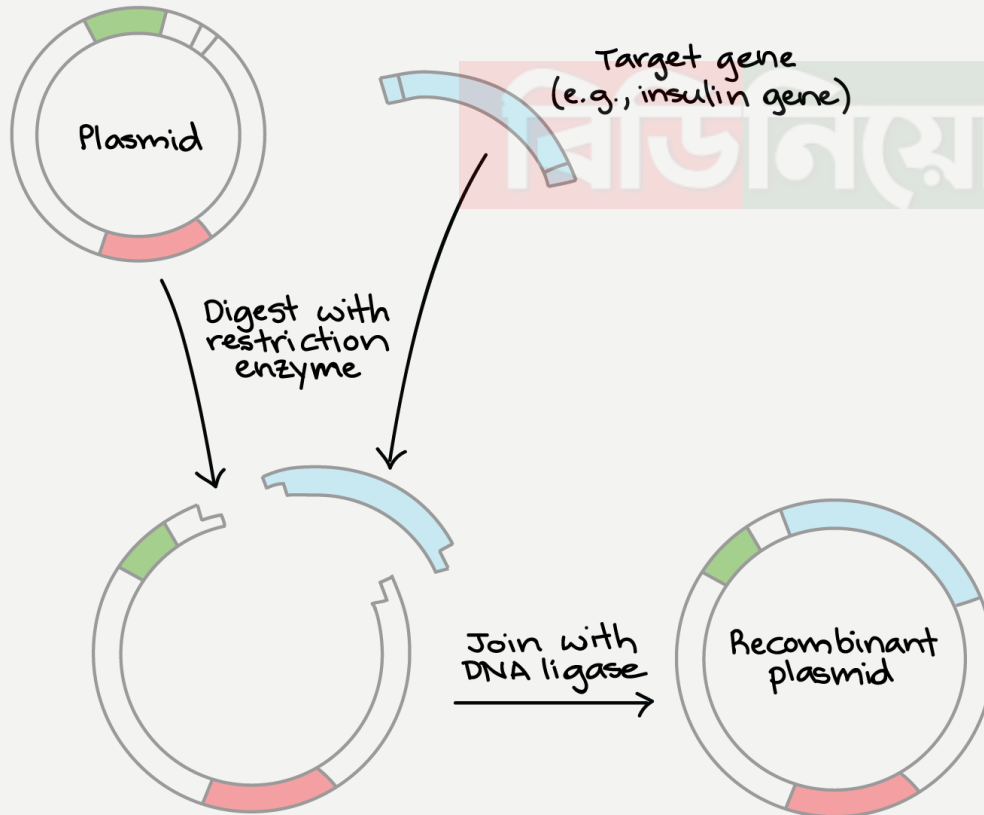 Plasmid
Target gene
(e.g., insulin gene)
বিডিনিয়ো
Digest with
restriction
enzyme
Join with
DNA ligase
Recombinant
plasmid